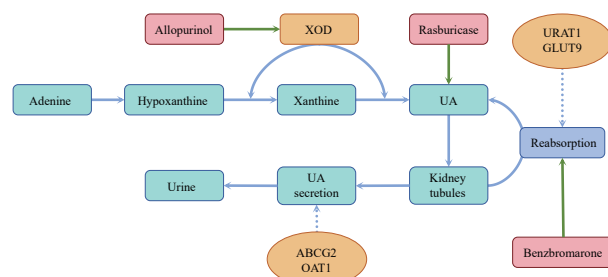 Allopurinol
XOD
Rasburicase
URAT1
GLUT9
Adenine
Hypoxanthine
Xanthine
UA
Reabsorption
Urine
UA
secretion
Kidney
tubules
ABCG2
OAT1
Benzbromarone